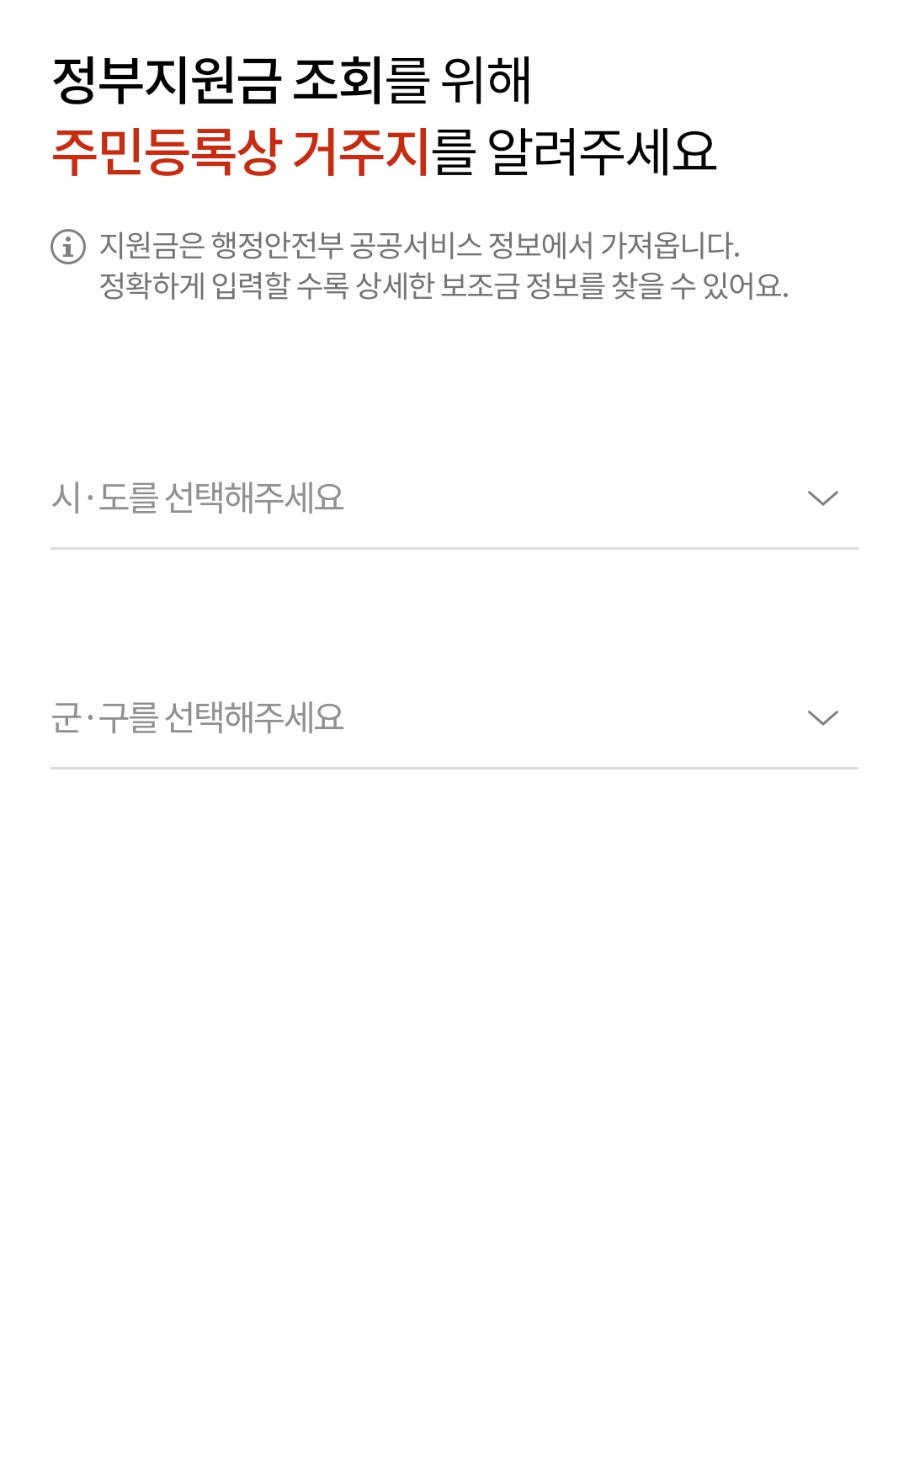 정부지원금 조회를 위해
주민등록상 거주지를 알려주세요
지원금은 행정안전부 공공서비스 정보에서 가져옵니다.
정확하게 입력할 수록 상세한 보조금 정보를 찾을 수 있어요.
시·도를 선택해주세요
군·구를 선택해주세요